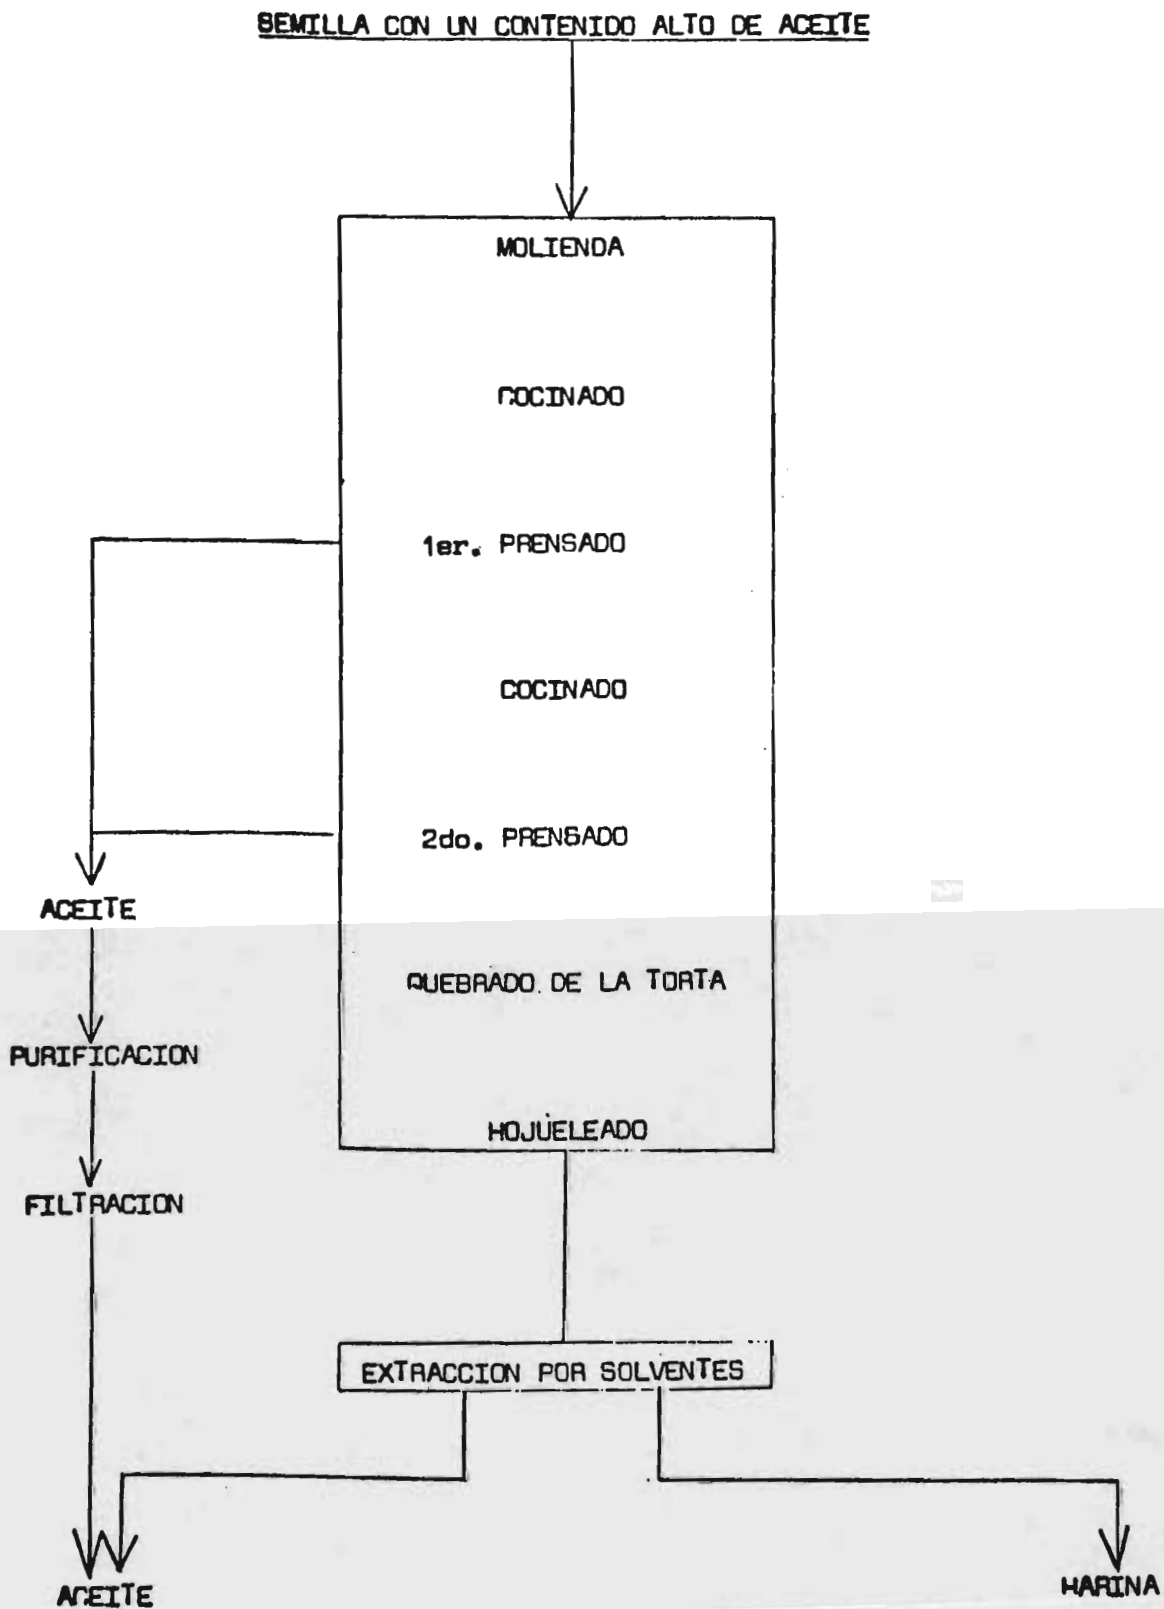 SEMILLA CON UN CONTENIDO ALTO DE ACEITE
MOLIENDA
COCINADO
1er. PRENSADO
COCINADO
2do. PRENSADO
ACEITE
QUEBRADO DE LA TORTA
PURIFICACION
HOJUELEADO
FILTRACION
EXTRACCION POR SOLVENTES
ACEITE
HARINA